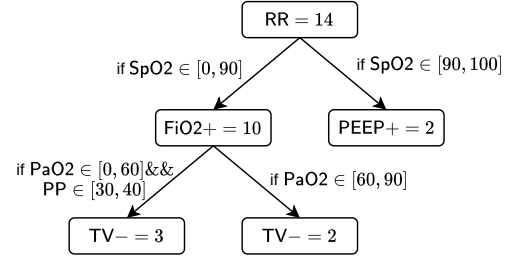 RR = 14
if SpO2 ∈ [0, 90]
if SpO2 ∈ [90, 100]
FiO2+ = 10
PEEP+ = 2
if PaO2 ∈ [0, 60]&&
PP ∈ [30, 40]
if PaO2 ∈ [60, 90]
TV− = 3
TV− = 2